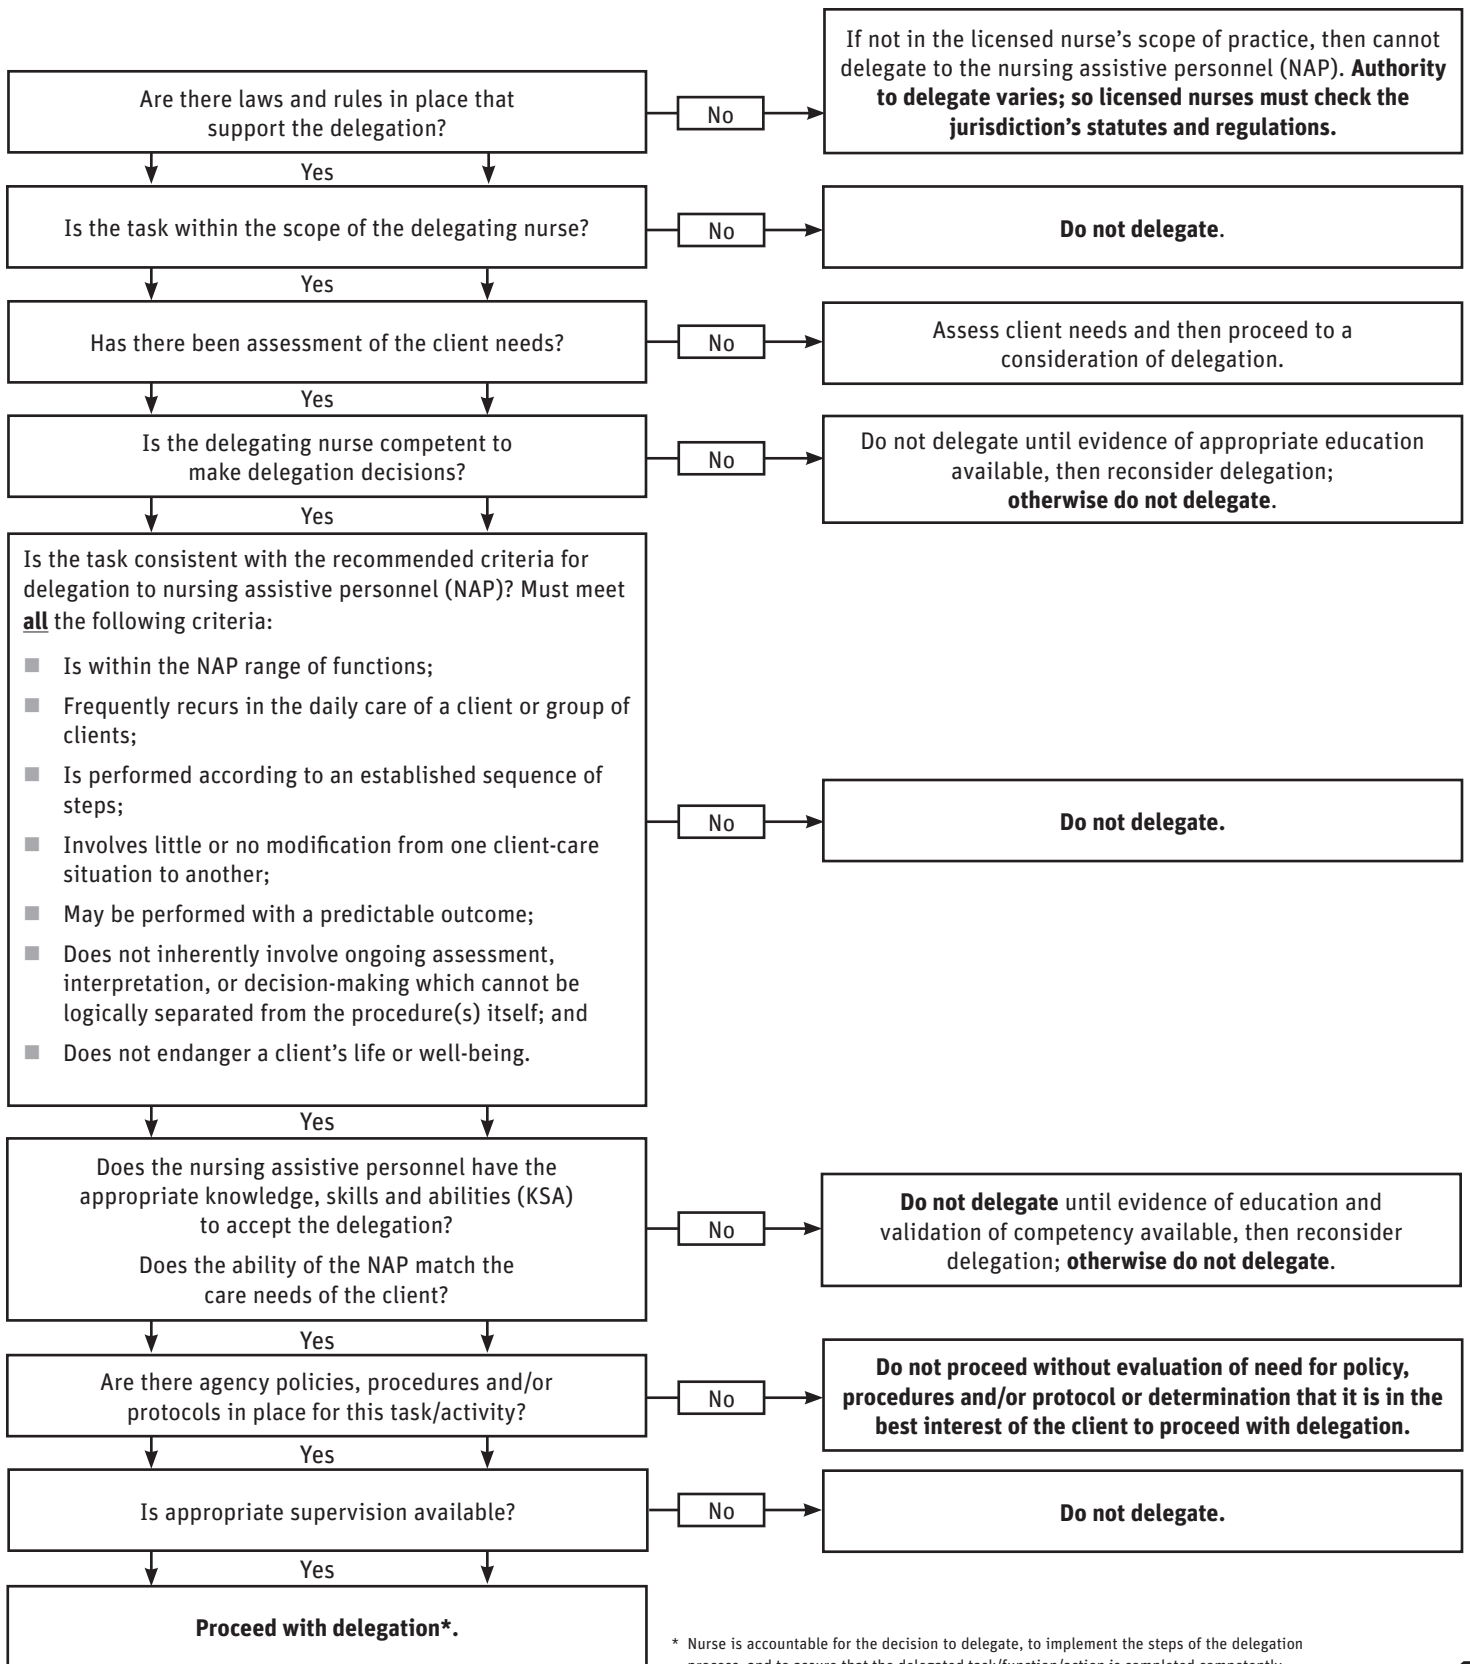 Are there laws and rules in place that
support the delegation?
No
If not in the licensed nurse's scope of practice, then cannot
delegate to the nursing assistive personnel (NAP). Authority
to delegate varies; so licensed nurses must check the
jurisdiction's statutes and regulations.
Yes
Is the task within the scope of the delegating nurse?
No
Do not delegate.
Yes
Has there been assessment of the client needs?
No
Assess client needs and then proceed to a
consideration of delegation.
Yes
Is the delegating nurse competent to
make delegation decisions?
No
Do not delegate until evidence of appropriate education
available, then reconsider delegation;
otherwise do not delegate.
Yes
Is the task consistent with the recommended criteria for
delegation to nursing assistive personnel (NAP)? Must meet
all the following criteria:
Is within the NAP range of functions;
Frequently recurs in the daily care of a client or group of
clients;
Is performed according to an established sequence of
steps;
Involves little or no modification from one client-care
situation to another;
May be performed with a predictable outcome;
Does not inherently involve ongoing assessment,
interpretation, or decision-making which cannot be
logically separated from the procedure(s) itself; and
Does not endanger a client's life or well-being.
No
Do not delegate.
Yes
Does the nursing assistive personnel have the
appropriate knowledge, skills and abilities (KSA)
to accept the delegation?
Does the ability of the NAP match the
care needs of the client?
No
Do not delegate until evidence of education and
validation of competency available, then reconsider
delegation; otherwise do not delegate.
Yes
Are there agency policies, procedures and/or
protocols in place for this task/activity?
No
Do not proceed without evaluation of need for policy,
procedures and/or protocol or determination that it is in the
best interest of the client to proceed with delegation.
Yes
Is appropriate supervision available?
No
Do not delegate.
Yes
Proceed with delegation*.
* Nurse is accountable for the decision to delegate, to implement the steps of the delegation
process, and to assure that the delegated task/function/action is completed competently.